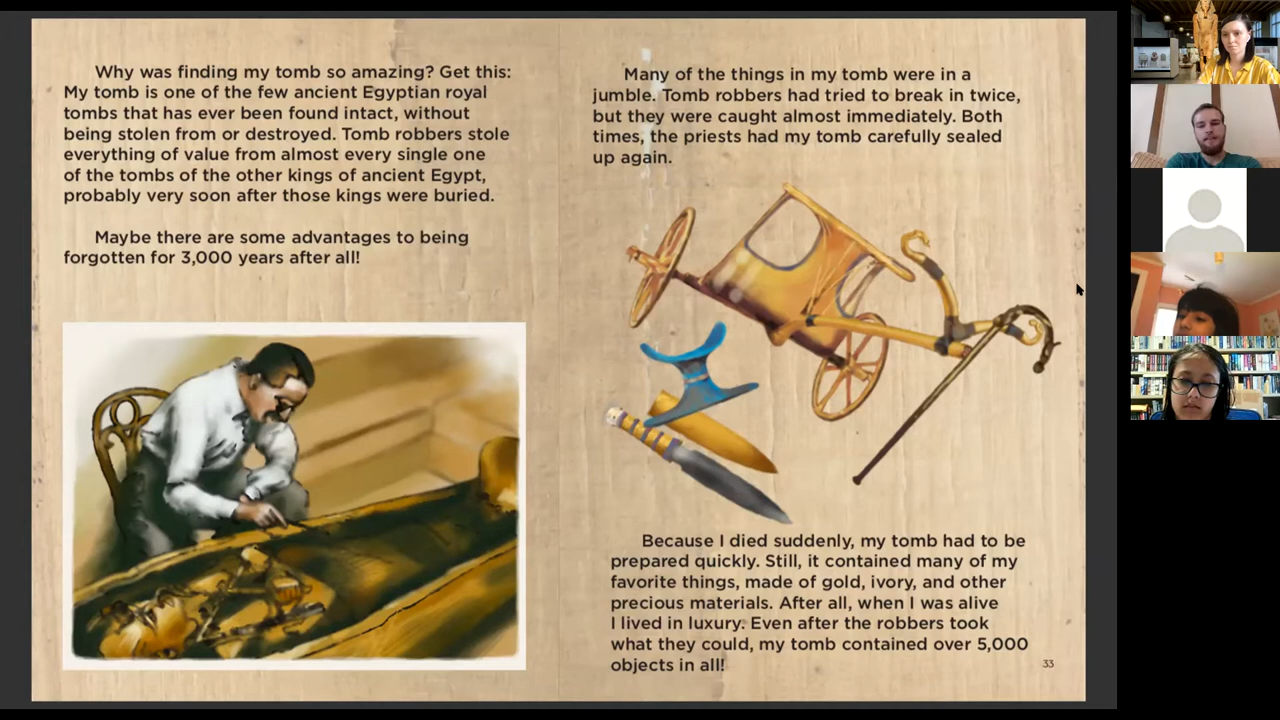 Why was finding my tomb so amazing? Get this:
My tomb is one of the few ancient Egyptian royal
tombs that has ever been found intact, without
being stolen from or destroyed. Tomb robbers stole
everything of value from almost every single one
of the tombs of the other kings of ancient Egypt,
probably very soon after those kings were buried.
Maybe there are some advantages to being
forgotten for 3,000 years after all!
Many of the things in my tomb were in a
jumble. Tomb robbers had tried to break in twice,
but they were caught almost immediately. Both
times, the priests had my tomb carefully sealed
up again.
Because I died suddenly, my tomb had to be
prepared quickly. Still, it contained many of my
favorite things, made of gold, ivory, and other
precious materials. After all, when I was alive
I lived in luxury. Even after the robbers took
what they could, my tomb contained over 5,000
objects in all!
33